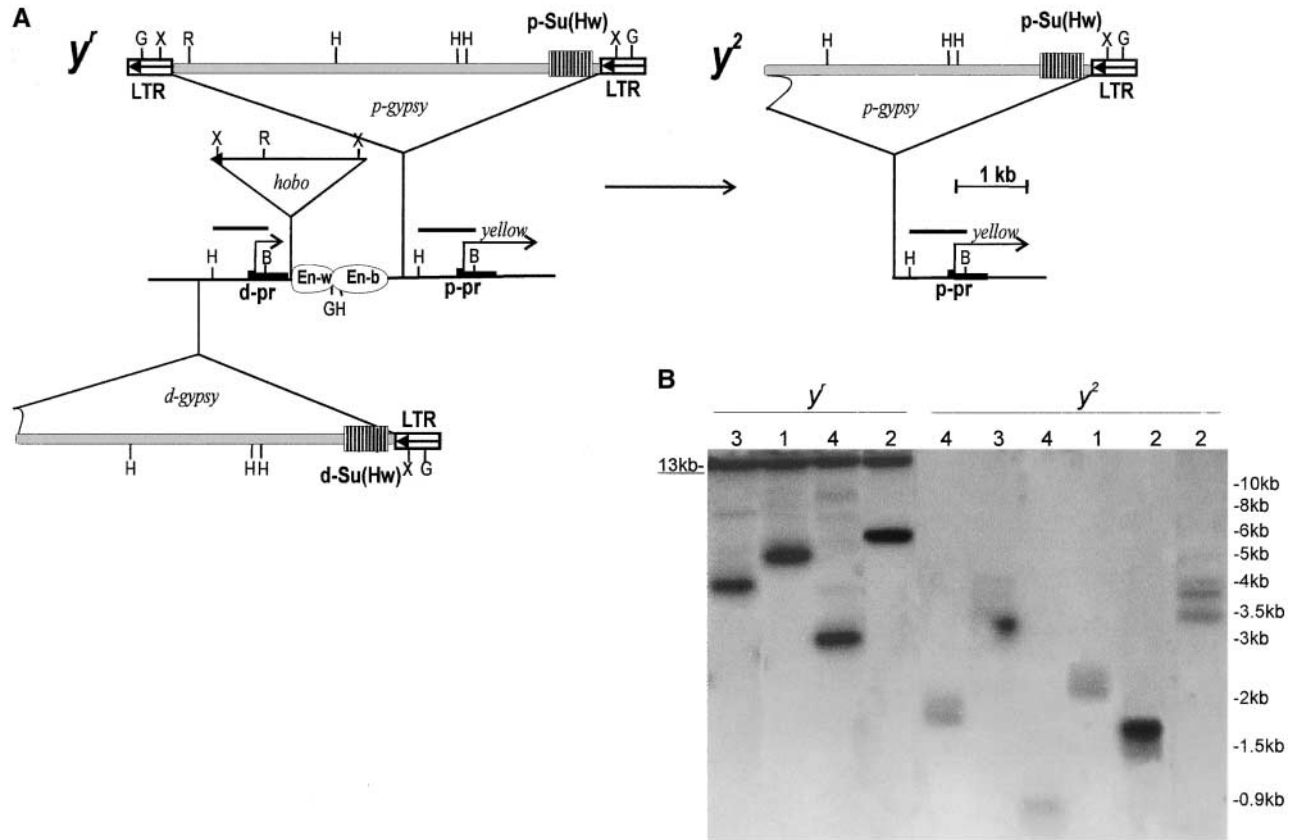 A
y^r
G X R H HH p-Su(Hw) X G
LTR p-gypsy LTR
X R X
hobo
H B yellow H B
d-pr En-w En-b p-pr
GH
d-gypsy
LTR
H HH d-Su(Hw) X G
y^2
H HH p-Su(Hw) X G
p-gypsy LTR
1 kb
yellow
H B
p-pr
B
y^r y^2
3 1 4 2 4 3 4 1 2 2
13kb-
-10kb
-8kb
-6kb
-5kb
-4kb
-3.5kb
-3kb
-2kb
-1.5kb
-0.9kb